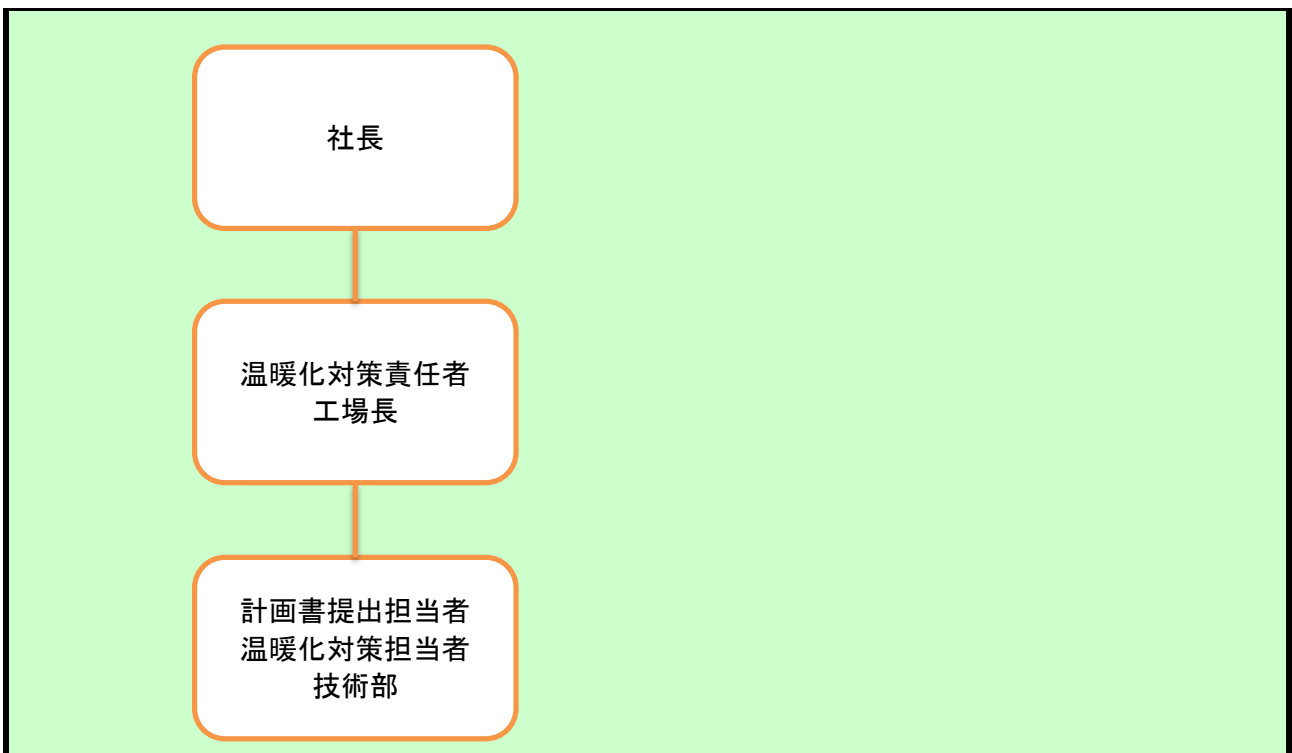 社長
温暖化対策責任者
工場長
計画書提出担当者
温暖化対策担当者
技術部